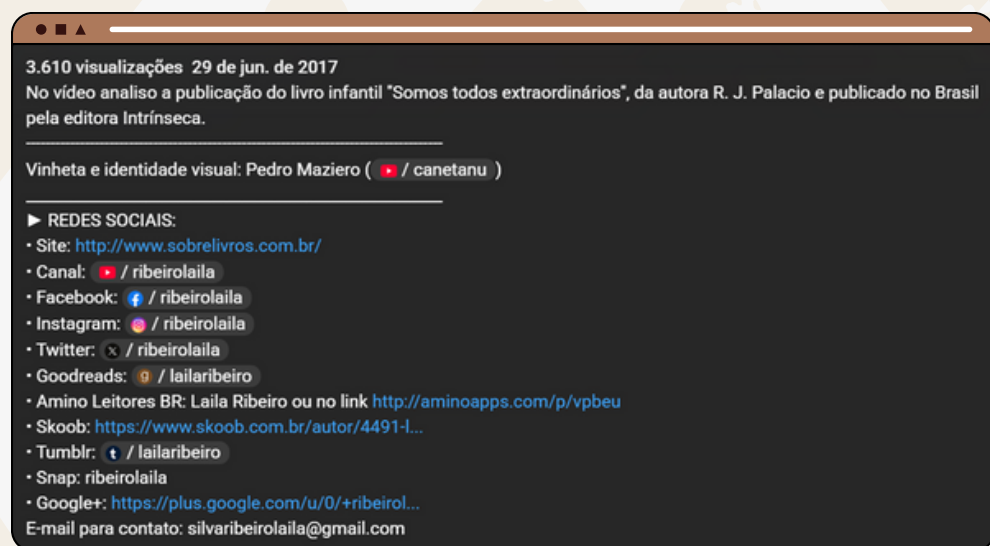 3.610 visualizações 29 de jun. de 2017
No vídeo analiso a publicação do livro infantil "Somos todos extraordinários", da autora R. J. Palacio e publicado no Brasil
pela editora Intrínseca.
Vinheta e identidade visual: Pedro Maziero ( / canetanu )
► REDES SOCIAIS:
• Site: http://www.sobrelivros.com.br/
• Canal: / ribeirolaila
• Facebook: / ribeirolaila
• Instagram: / ribeirolaila
• Twitter: / ribeirolaila
• Goodreads: / lailaribeiro
• Amino Leitores BR: Laila Ribeiro ou no link http://aminoapps.com/p/vpbeu
• Skoob: https://www.skoob.com.br/autor/4491-l...
• Tumblr: / lailaribeiro
• Snap: ribeirolaila
• Google+: https://plus.google.com/u/0/+ribeirol...
E-mail para contato: silvaribeirolaila@gmail.com